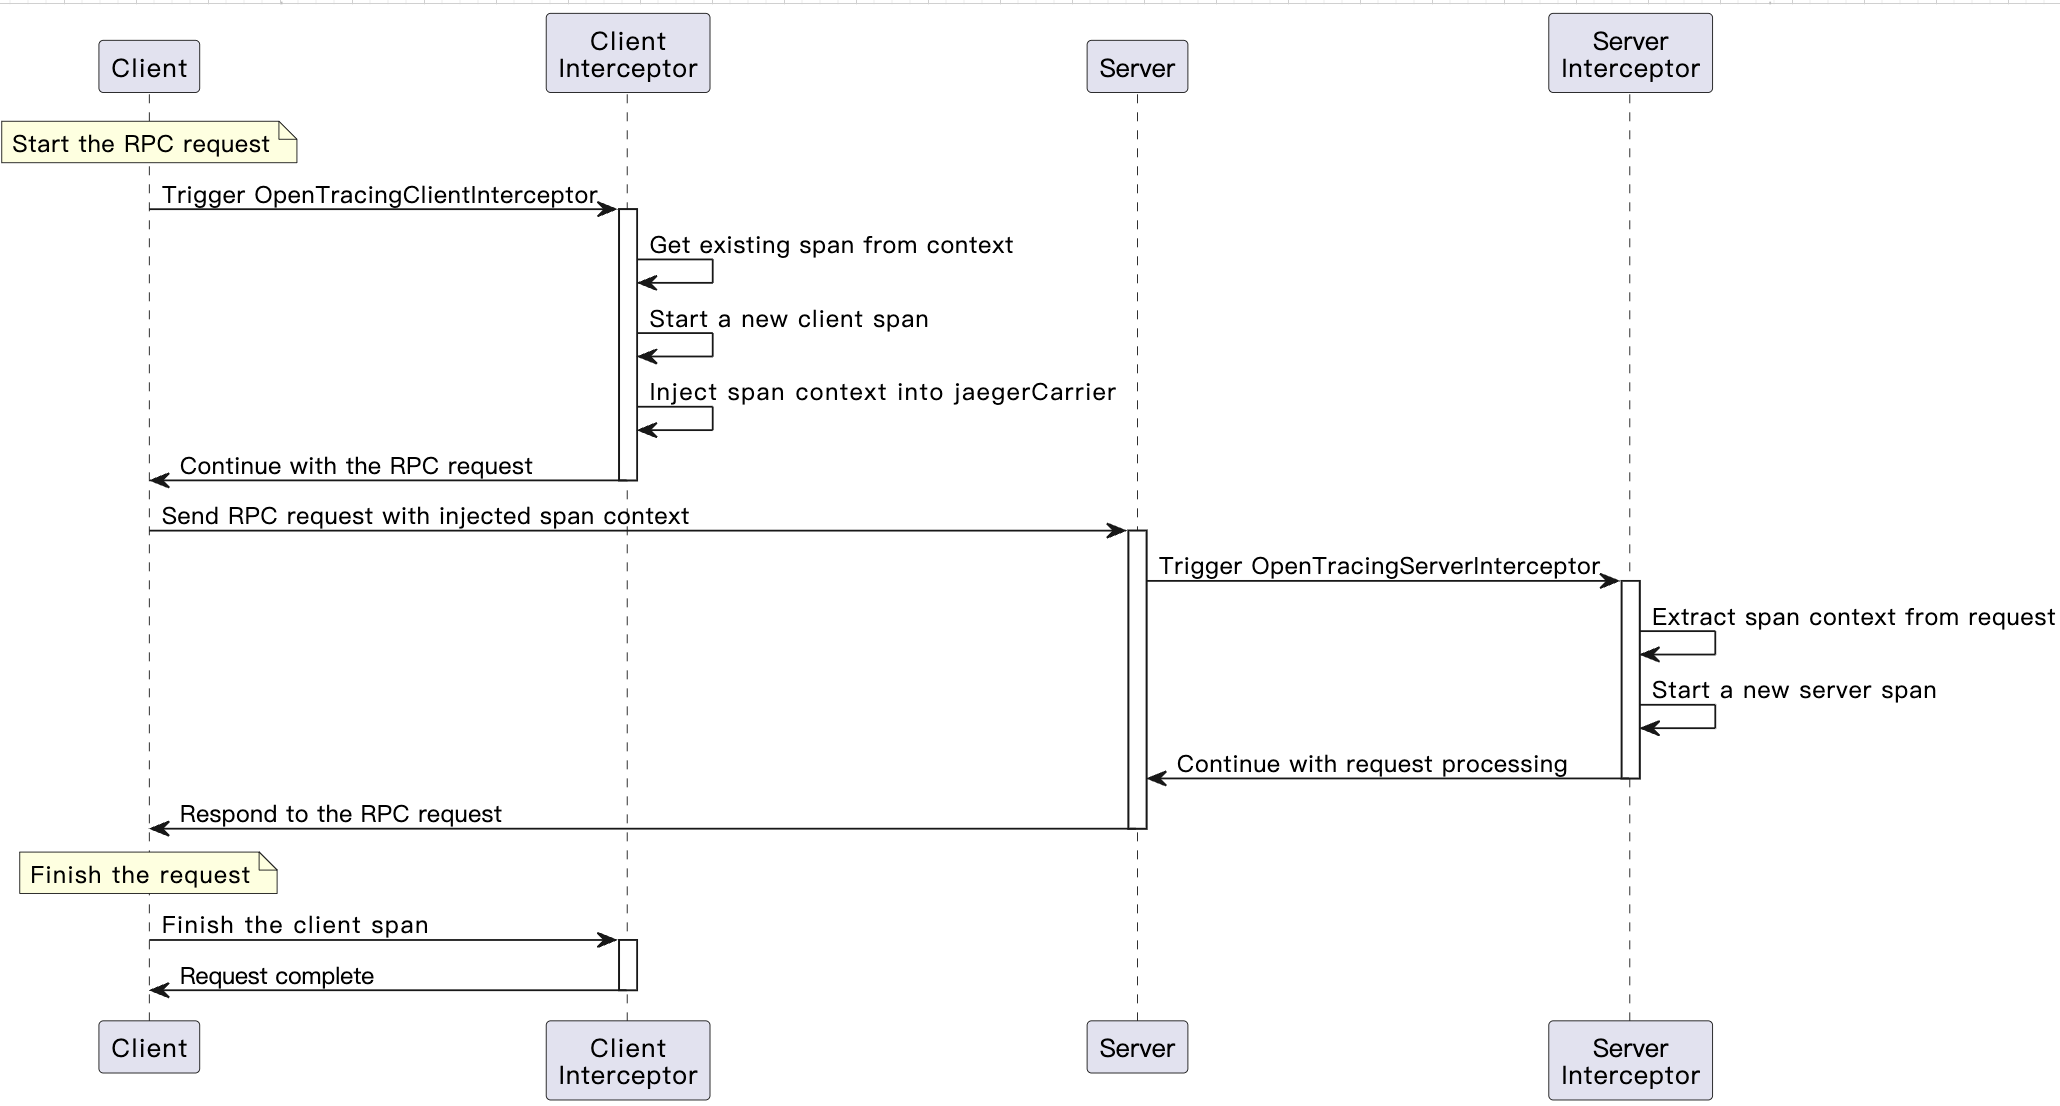 Client
Client
Interceptor
Server
Server
Interceptor
Start the RPC request
Trigger OpenTracingClientInterceptor
Get existing span from context
Start a new client span
Inject span context into jaegerCarrier
Continue with the RPC request
Send RPC request with injected span context
Trigger OpenTracingServerInterceptor
Extract span context from request
Start a new server span
Continue with request processing
Respond to the RPC request
Finish the request
Finish the client span
Request complete
Client
Client
Interceptor
Server
Server
Interceptor